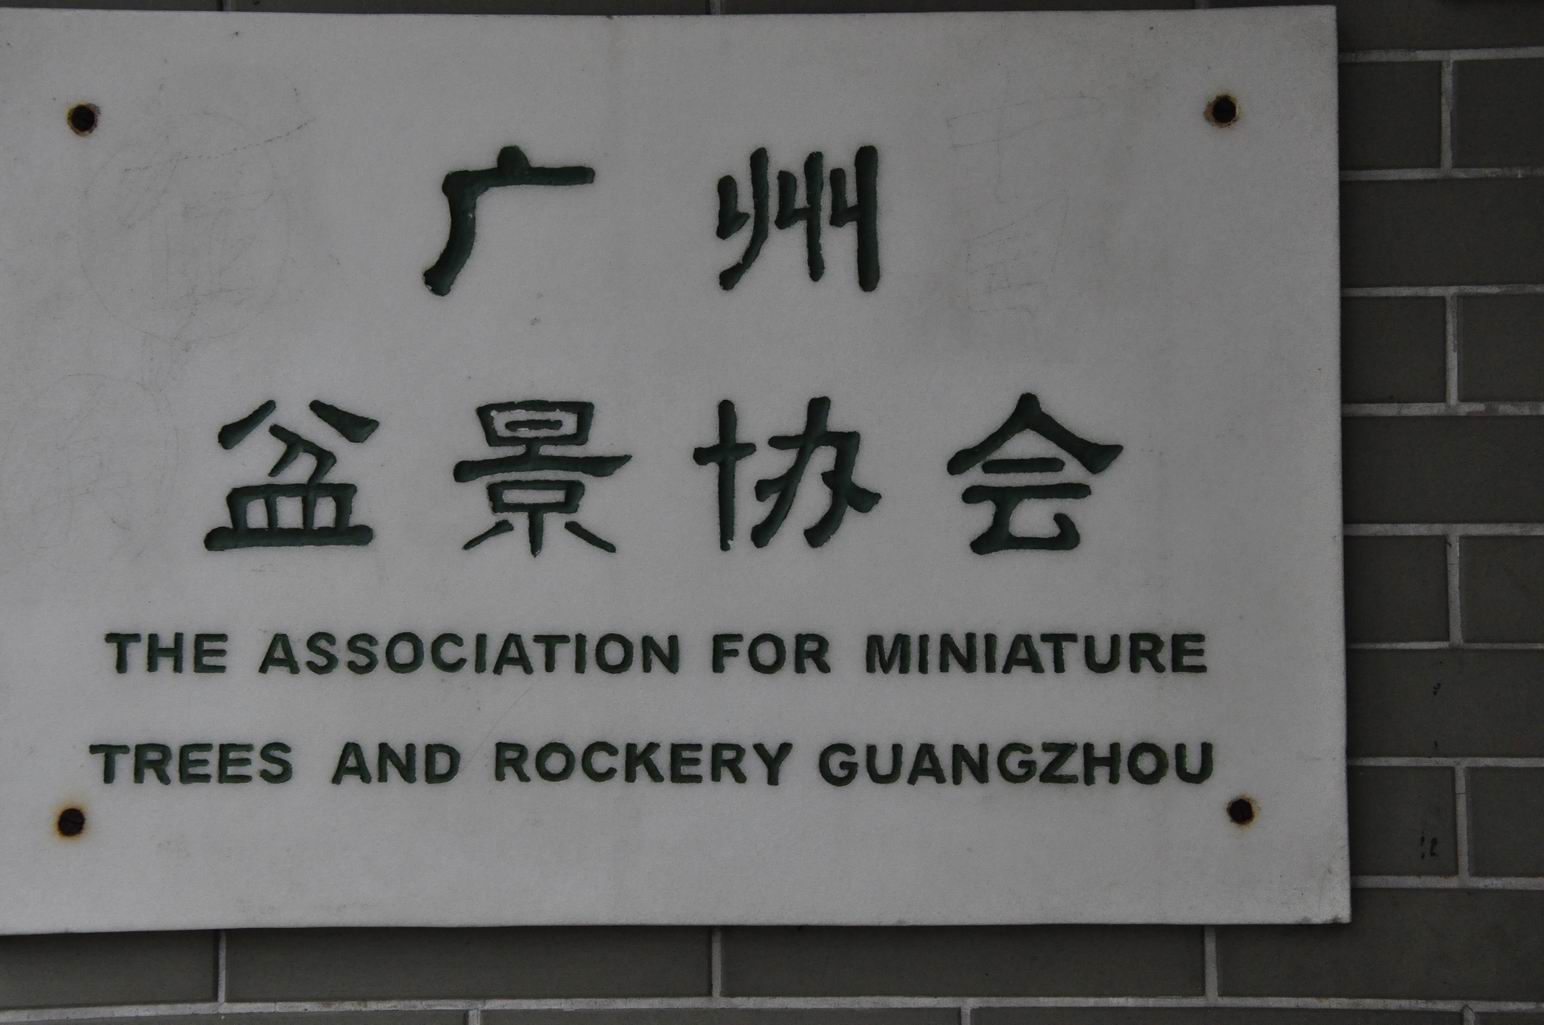 广州
盆景协会
THE ASSOCIATION FOR MINIATURE
TREES AND ROCKERY GUANGZHOU